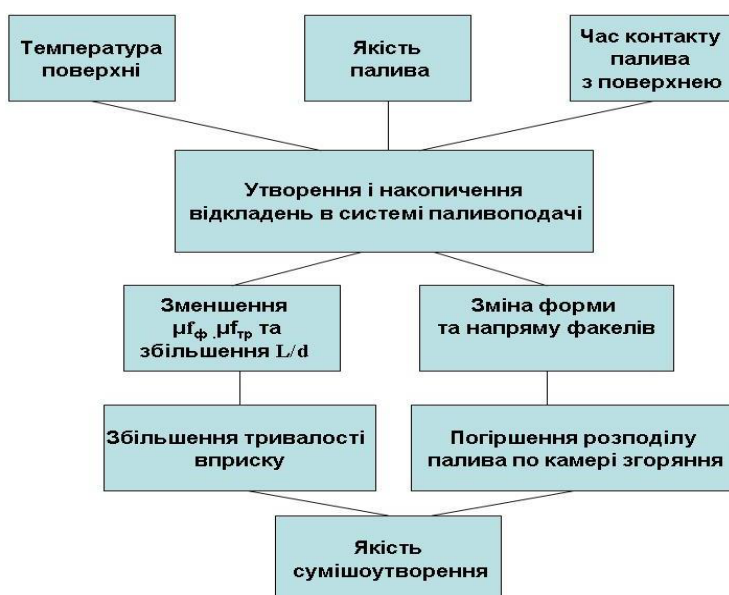 Температура
поверхні
Якість
палива
Час контакту
палива
з поверхнею
Утворення і накопичення
відкладень в системі паливоподачі
Зменшення
µfф , µfтр та
збільшення L/d
Зміна форми
та напряму факелів
Збільшення тривалості
вприску
Погіршення розподілу
палива по камері згоряння
Якість
сумішоутворення